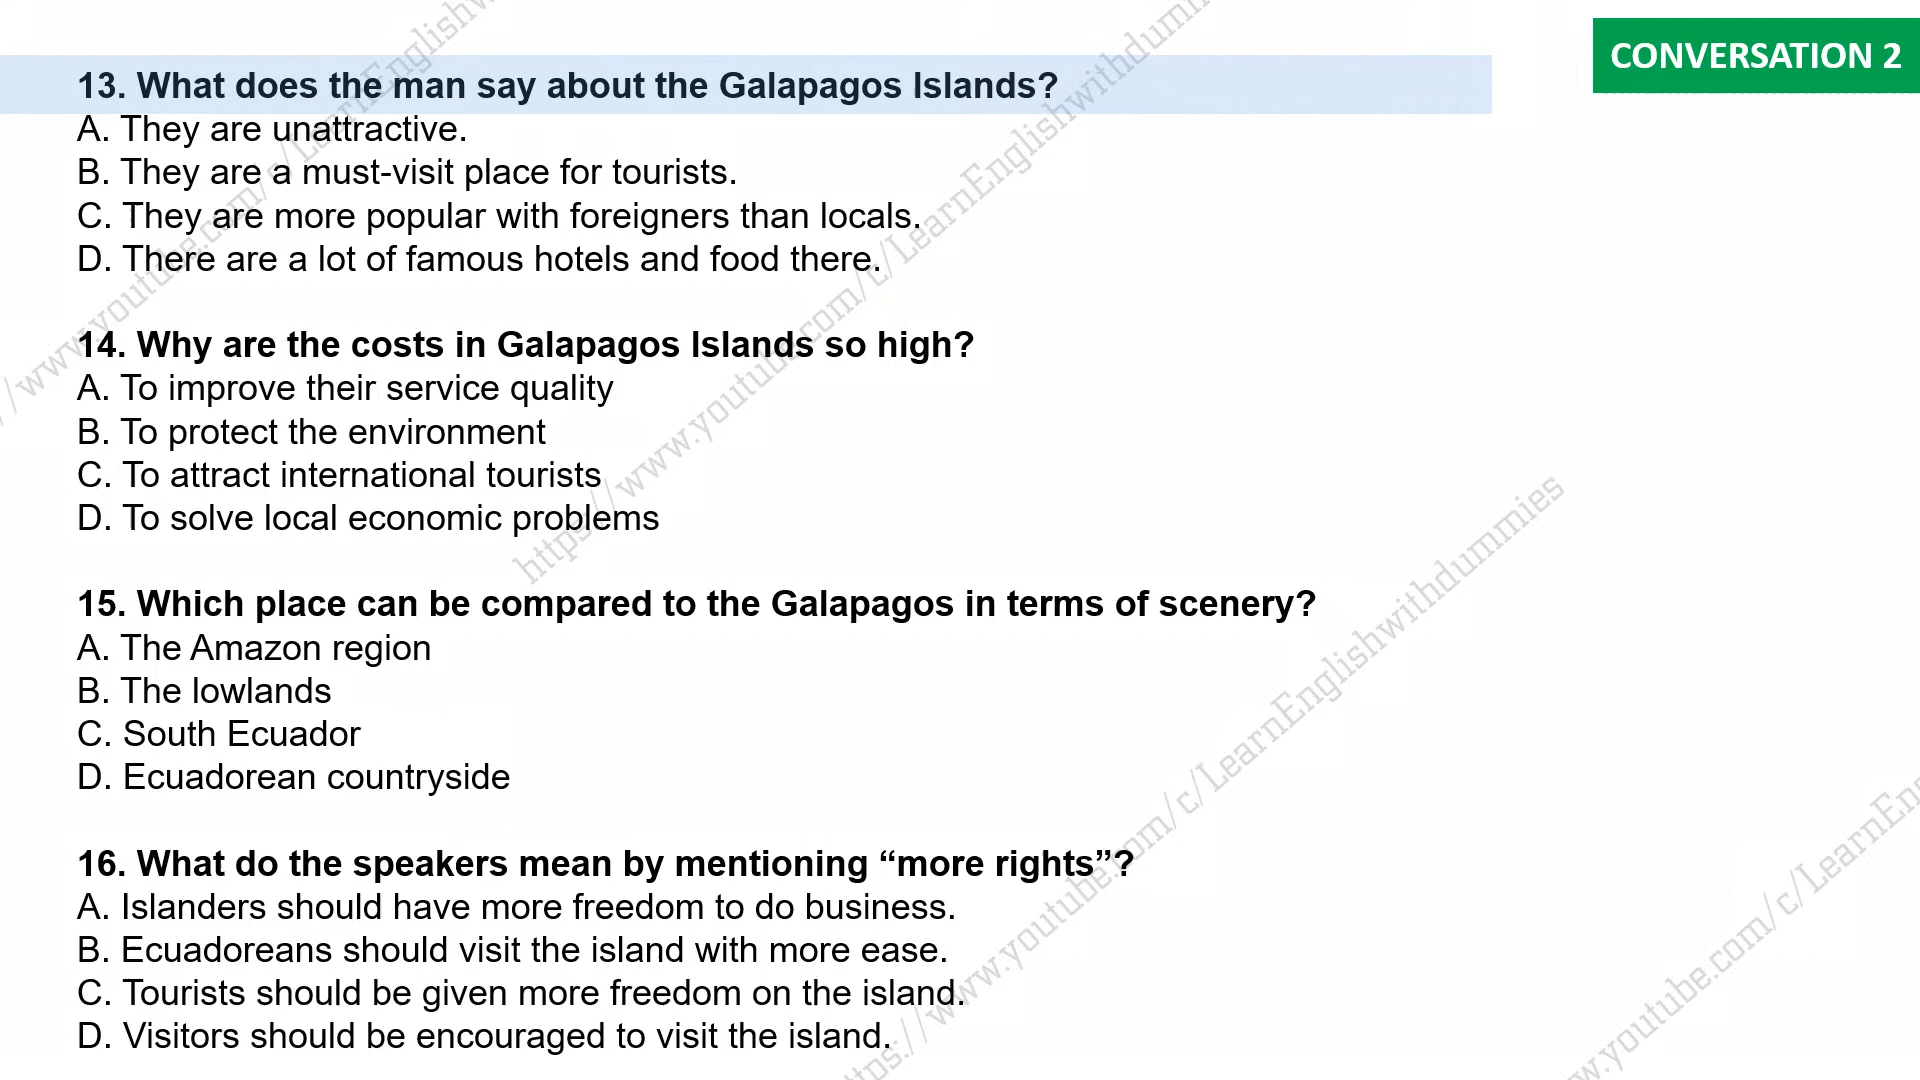 CONVERSATION 2
13. What does the man say about the Galapagos Islands?
A. They are unattractive.
B. They are a must-visit place for tourists.
C. They are more popular with foreigners than locals.
D. There are a lot of famous hotels and food there.
14. Why are the costs in Galapagos Islands so high?
A. To improve their service quality
B. To protect the environment
C. To attract international tourists
D. To solve local economic problems
15. Which place can be compared to the Galapagos in terms of scenery?
A. The Amazon region
B. The lowlands
C. South Ecuador
D. Ecuadorean countryside
16. What do the speakers mean by mentioning “more rights”?
A. Islanders should have more freedom to do business.
B. Ecuadoreans should visit the island with more ease.
C. Tourists should be given more freedom on the island.
D. Visitors should be encouraged to visit the island.
https://www.youtube.com/c/LearnEnglishwithdummies